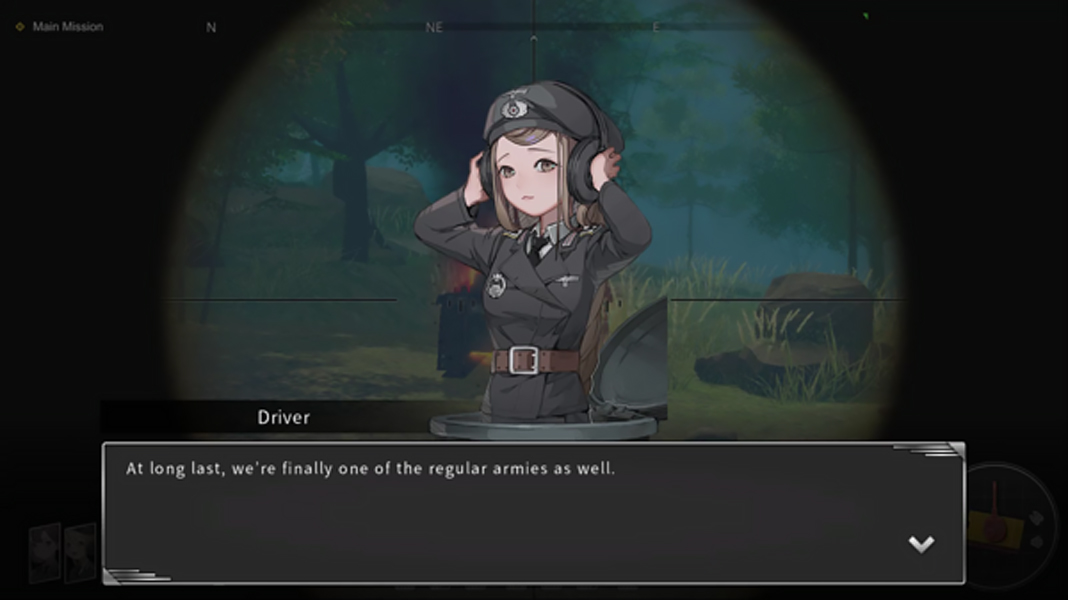 Main Mission
N
NE
E
Driver
At long last, we're finally one of the regular armies as well.